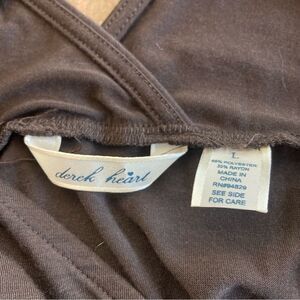 derek heart
L
65% POLYESTER
35% RAYON
MADE IN
CHINA
RN#94829
SEE SIDE
FOR CARE